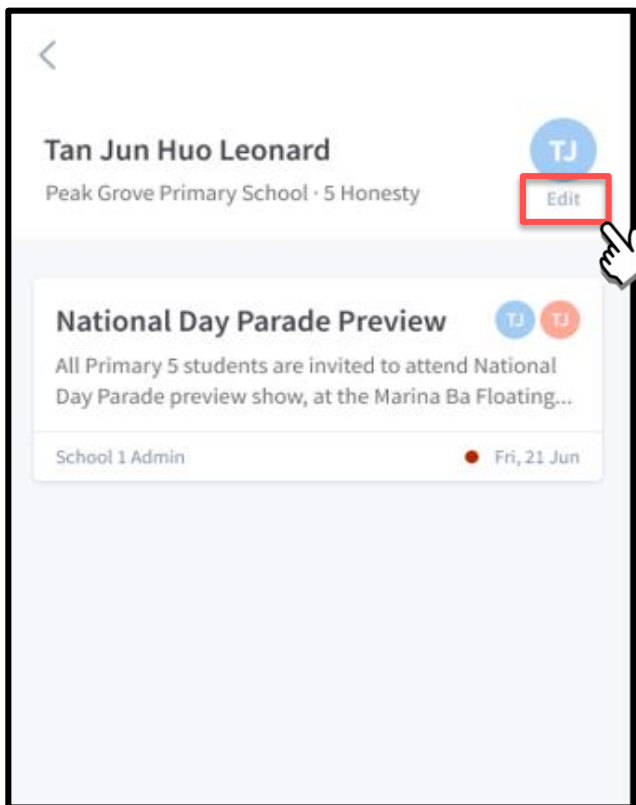 Tan Jun Huo Leonard
TJ
Peak Grove Primary School · 5 Honesty
Edit
National Day Parade Preview
TJ TJ
All Primary 5 students are invited to attend National
Day Parade preview show, at the Marina Ba Floating...
School 1 Admin
Fri, 21 Jun